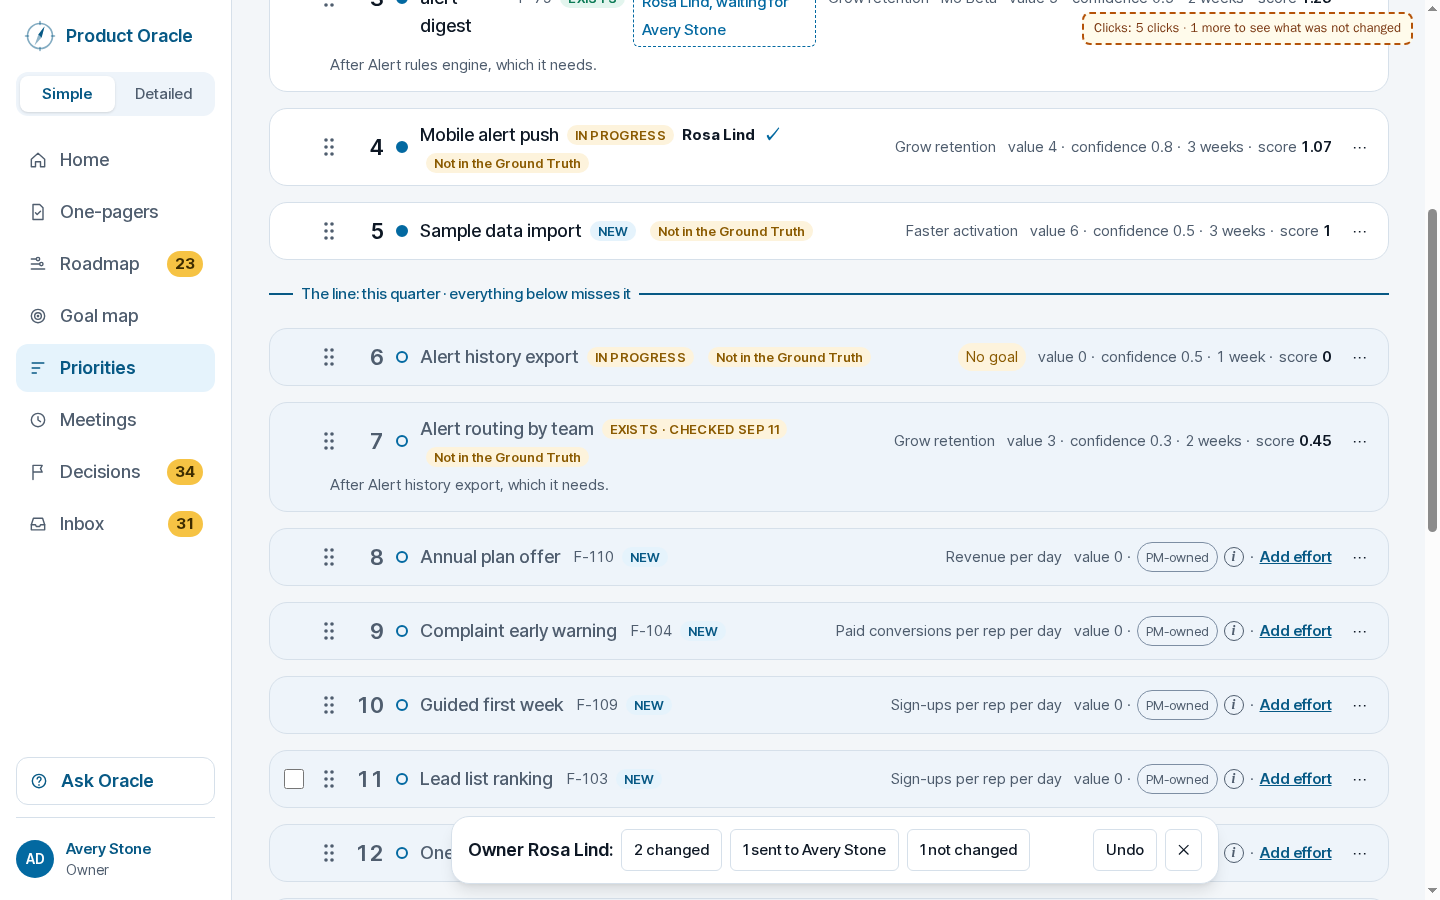 Product Oracle
Simple
Detailed
Home
One-pagers
Roadmap
23
Goal map
Priorities
Meetings
Decisions
34
Inbox
31
Ask Oracle
AD
Avery Stone
Owner
digest
Rosa Lind, waiting for
Avery Stone
Clicks: 5 clicks · 1 more to see what was not changed
After Alert rules engine, which it needs.
4
Mobile alert push IN PROGRESS Rosa Lind ✓
Not in the Ground Truth
Grow retention value 4 · confidence 0.8 · 3 weeks · score 1.07 ···
5 Sample data import NEW Not in the Ground Truth Faster activation value 6 · confidence 0.5 · 3 weeks · score 1 ···
The line: this quarter · everything below misses it
6 Alert history export IN PROGRESS Not in the Ground Truth No goal value 0 · confidence 0.5 · 1 week · score 0 ···
7
Alert routing by team EXISTS · CHECKED SEP 11
Not in the Ground Truth
Grow retention value 3 · confidence 0.3 · 2 weeks · score 0.45 ···
After Alert history export, which it needs.
8 Annual plan offer F-110 NEW Revenue per day value 0 · PM-owned i · Add effort ···
9 Complaint early warning F-104 NEW Paid conversions per rep per day value 0 · PM-owned i · Add effort ···
10 Guided first week F-109 NEW Sign-ups per rep per day value 0 · PM-owned i · Add effort ···
11 Lead list ranking F-103 NEW Sign-ups per rep per day value 0 · PM-owned i · Add effort ···
12 One i · Add effort ···
Owner Rosa Lind: 2 changed 1 sent to Avery Stone 1 not changed Undo ×